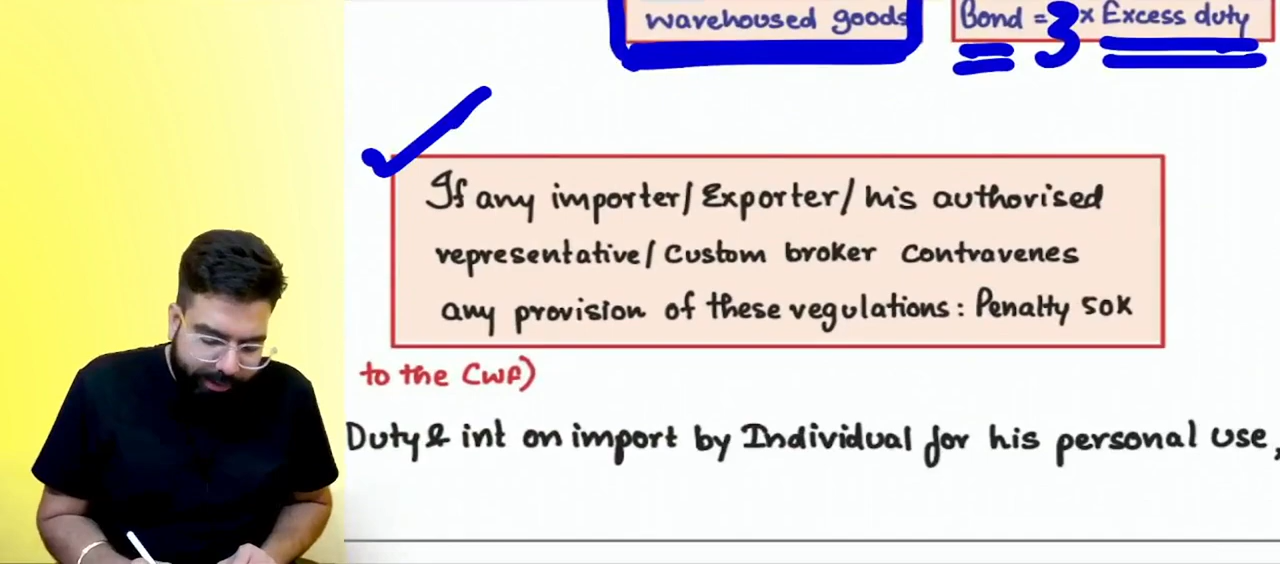 warehoused goods
Bond = 3 x Excess duty
If any importer/ Exporter/ his authorised
representative/ Custom broker contravenes
any provision of these regulations: Penalty 50K
to the CWF)
Duty & int on import by Individual for his personal use,